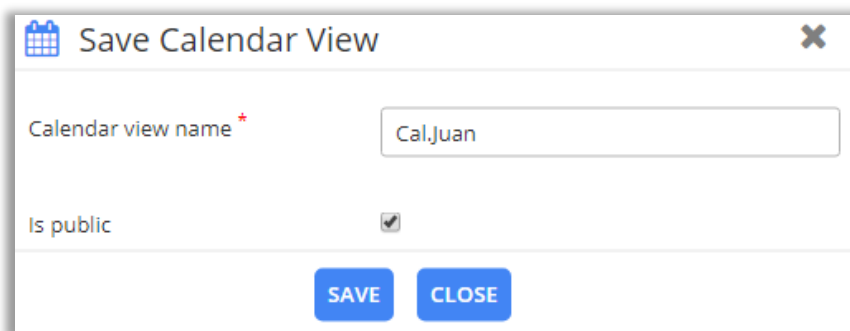 Save Calendar View
Calendar view name *
Cal.Juan
Is public
SAVE CLOSE